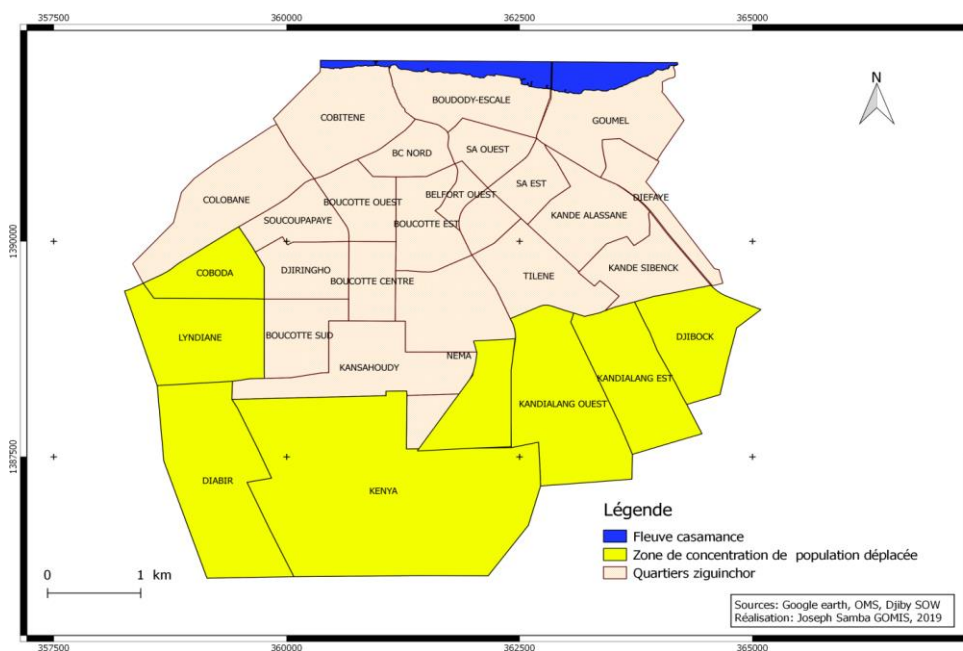 357500 360000 362500 365000
N
BOUDODY-ESCALE
COBITENE
GOUMEL
SA OUEST
BC NORD
SA EST
BELFORT OUEST
DIEFAYE
COLOBANE
BOUCOTTE OUEST
KANDE ALASSANE
SOUCOUPAPAYE
BOUCOTTE EST
1390000
COBODA
DJIRINGHO
BOUCOTTE CENTRE
TILENE
KANDE SIBENCK
LYNDIANE
BOUCOTTE SUD
DJIBOCK
NEMA
KANSAHOUDY
KANDIALANG EST
KANDIALANG OUEST
1387500
DIABIR
KENYA
Légende
Fleuve casamance
Zone de concentration de population déplacée
Quartiers ziguinchor
0 1 km
Sources: Google earth, OMS, Djiby SOW
Réalisation: Joseph Samba GOMIS, 2019
357500 360000 362500 365000